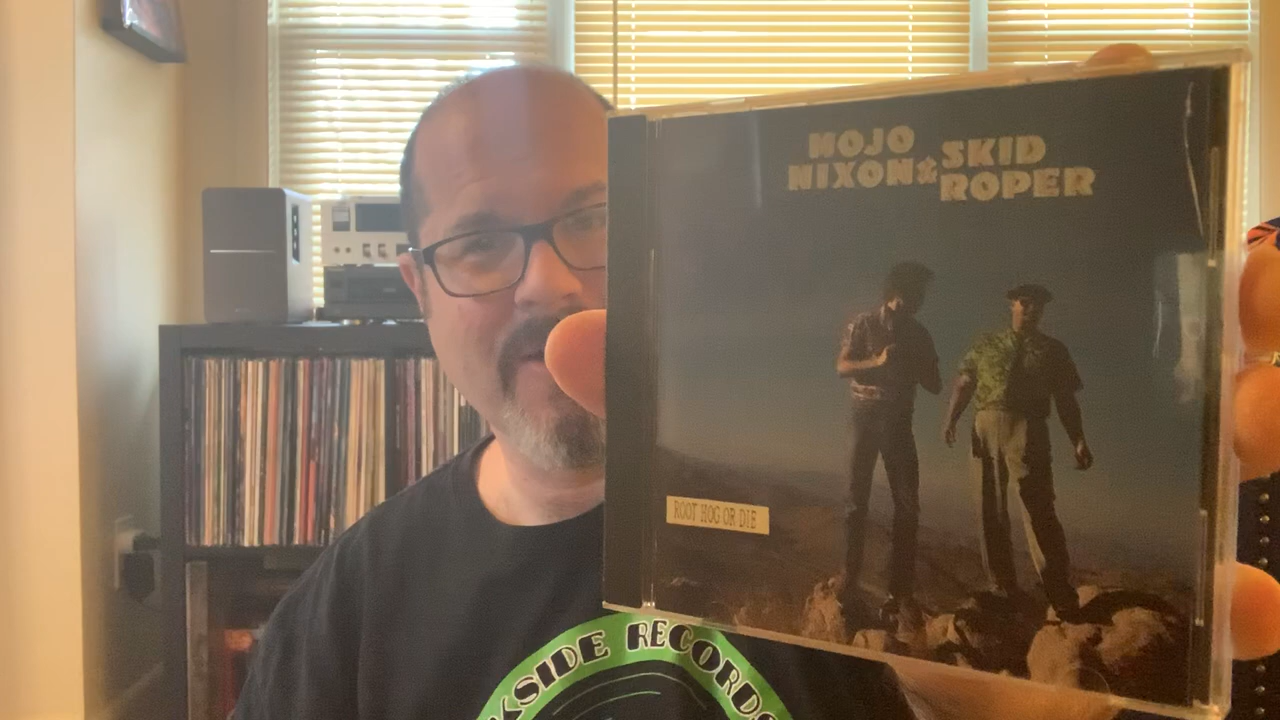 MOJO
NIXON & SKID
ROPER
ROOT HOG OR DIE
KSIDE RECORDS